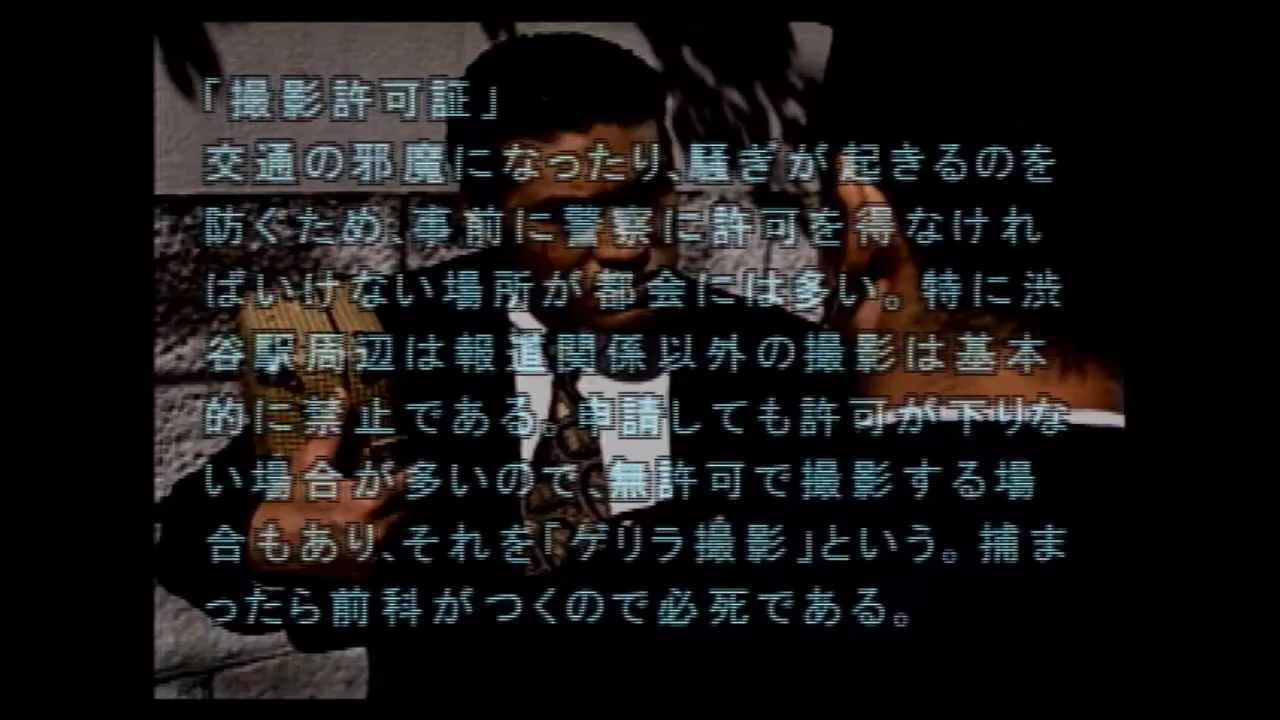 「撮影許可証」
交通の邪魔になったり、騒ぎが起きるのを
防ぐため、事前に警察に許可を得なけれ
ばいけない場所が都会には多い。特に渋
谷駅周辺は報道関係以外の撮影は基本
的に禁止である。申請しても許可が下りな
い場合が多いので、無許可で撮影する場
合もあり、それを「ゲリラ撮影」という。捕ま
ったら前科がつくので必死である。